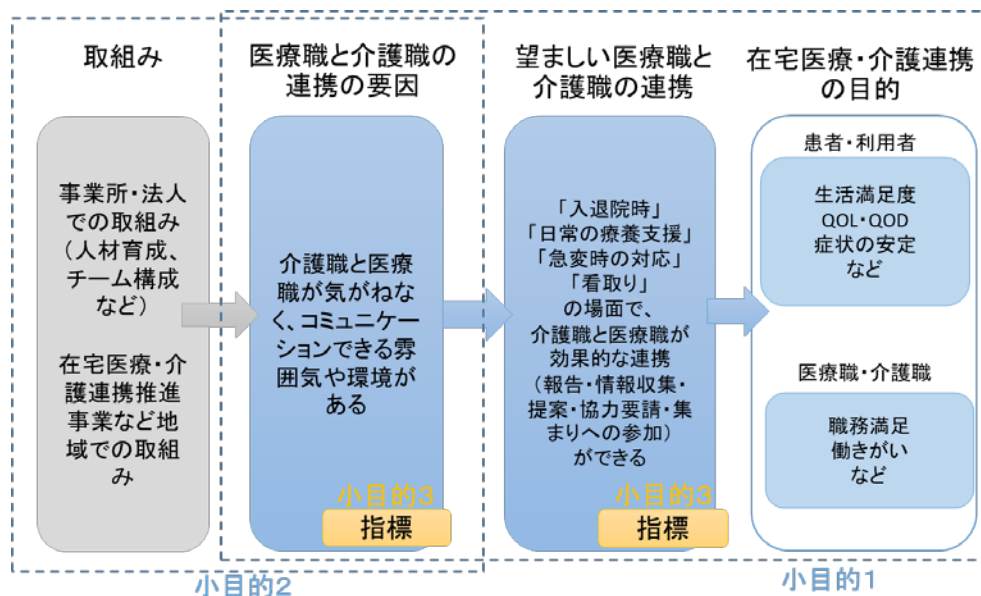 取組み
事業所・法人
での取組み
(人材育成、
チーム構成
など)
在宅医療・介
護連携推進
事業など地
域での取組
み
医療職と介護職の
連携の要因
介護職と医療
職が気がねな
く、コミュニケー
ションできる雰
囲気や環境が
ある
小目的3
指標
望ましい医療職と
介護職の連携
「入退院時」
「日常の療養支援」
「急変時の対応」
「看取り」
の場面で、
介護職と医療職が
効果的な連携
(報告・情報収集・
提案・協力要請・集
まりへの参加)
ができる
小目的3
指標
在宅医療・介護連携
の目的
患者・利用者
生活満足度
QOL・QOD
症状の安定
など
医療職・介護職
職務満足
働きがい
など
小目的2
小目的1